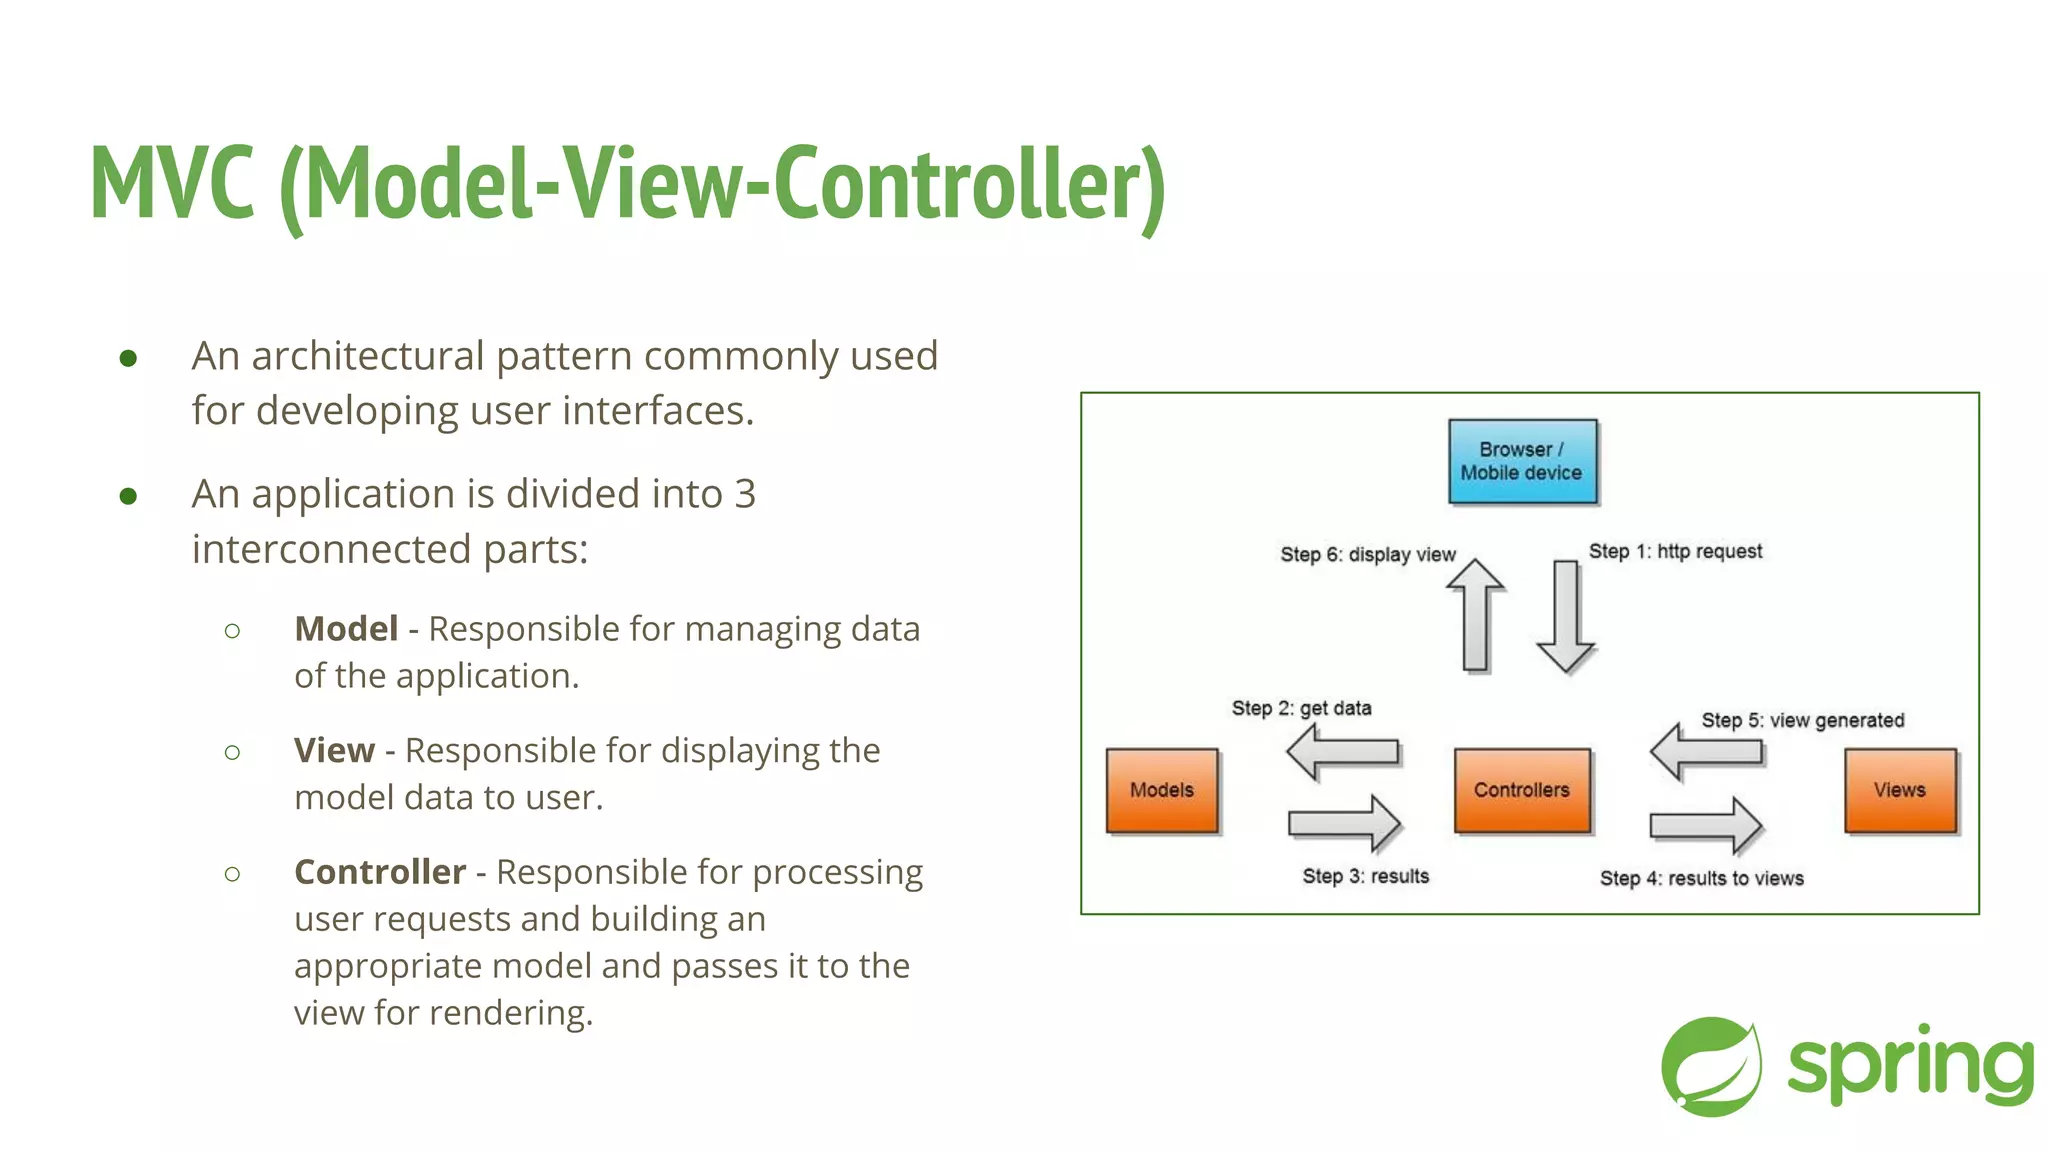 MVC (Model-View-Controller)
● An architectural pattern commonly used
for developing user interfaces.
● An application is divided into 3
interconnected parts:
○ Model - Responsible for managing data
of the application.
○ View - Responsible for displaying the
model data to user.
○ Controller - Responsible for processing
user requests and building an
appropriate model and passes it to the
view for rendering.
Browser /
Mobile device
Step 6: display view
Step 1: http request
Step 2: get data
Step 5: view generated
Models
Controllers
Views
Step 3: results
Step 4: results to views
spring